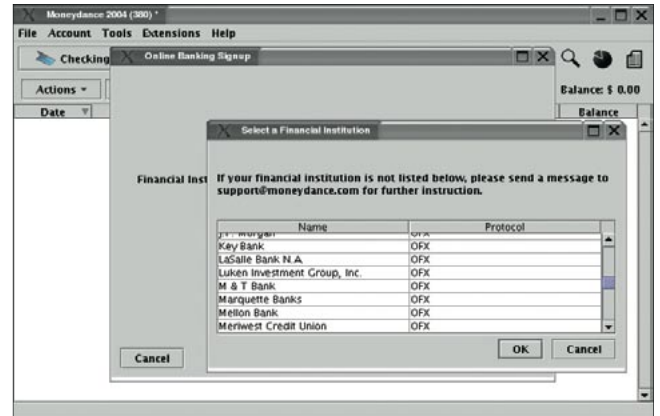 Moneydance 2004 (380) *
File Account Tools Extensions Help
Checking
Online Banking Signup
Actions
Balance: $ 0.00
Date
Balance
Select a Financial Institution
Financial Inst
If your financial institution is not listed below, please send a message to
support@moneydance.com for further instruction.
Name Protocol
J.P. Morgan OFX
Key Bank OFX
LaSalle Bank N.A. OFX
Luken Investment Group, Inc. OFX
M & T Bank OFX
Marquette Banks OFX
Mellon Bank OFX
Meriwest Credit Union OFX
OK Cancel
Cancel